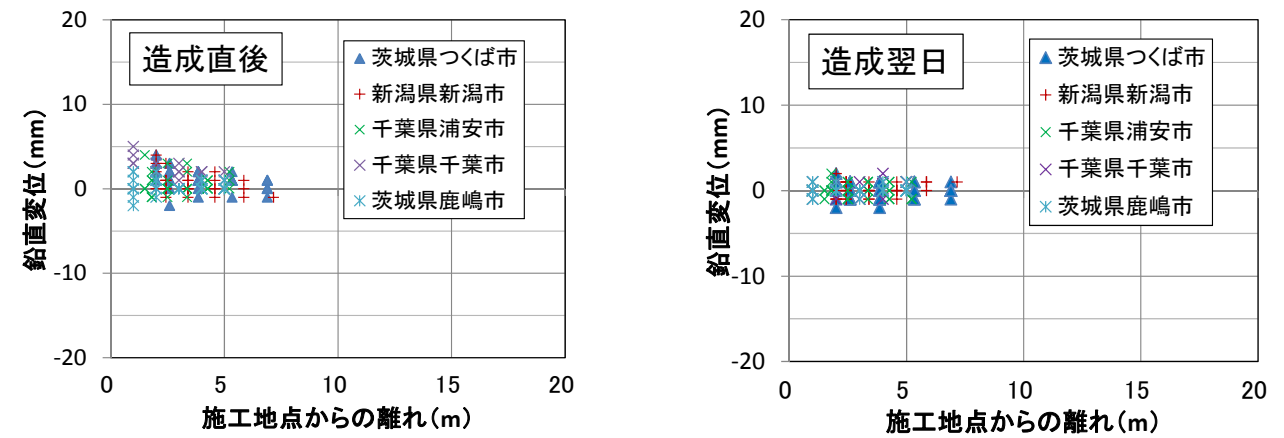 造成直後
茨城県つくば市
新潟県新潟市
千葉県浦安市
千葉県千葉市
茨城県鹿嶋市
20
10
0
-10
-20
鉛直変位(mm)
0 5 10 15 20
施工地点からの離れ(m)
造成翌日
茨城県つくば市
新潟県新潟市
千葉県浦安市
千葉県千葉市
茨城県鹿嶋市
20
10
0
-10
-20
鉛直変位(mm)
0 5 10 15 20
施工地点からの離れ(m)